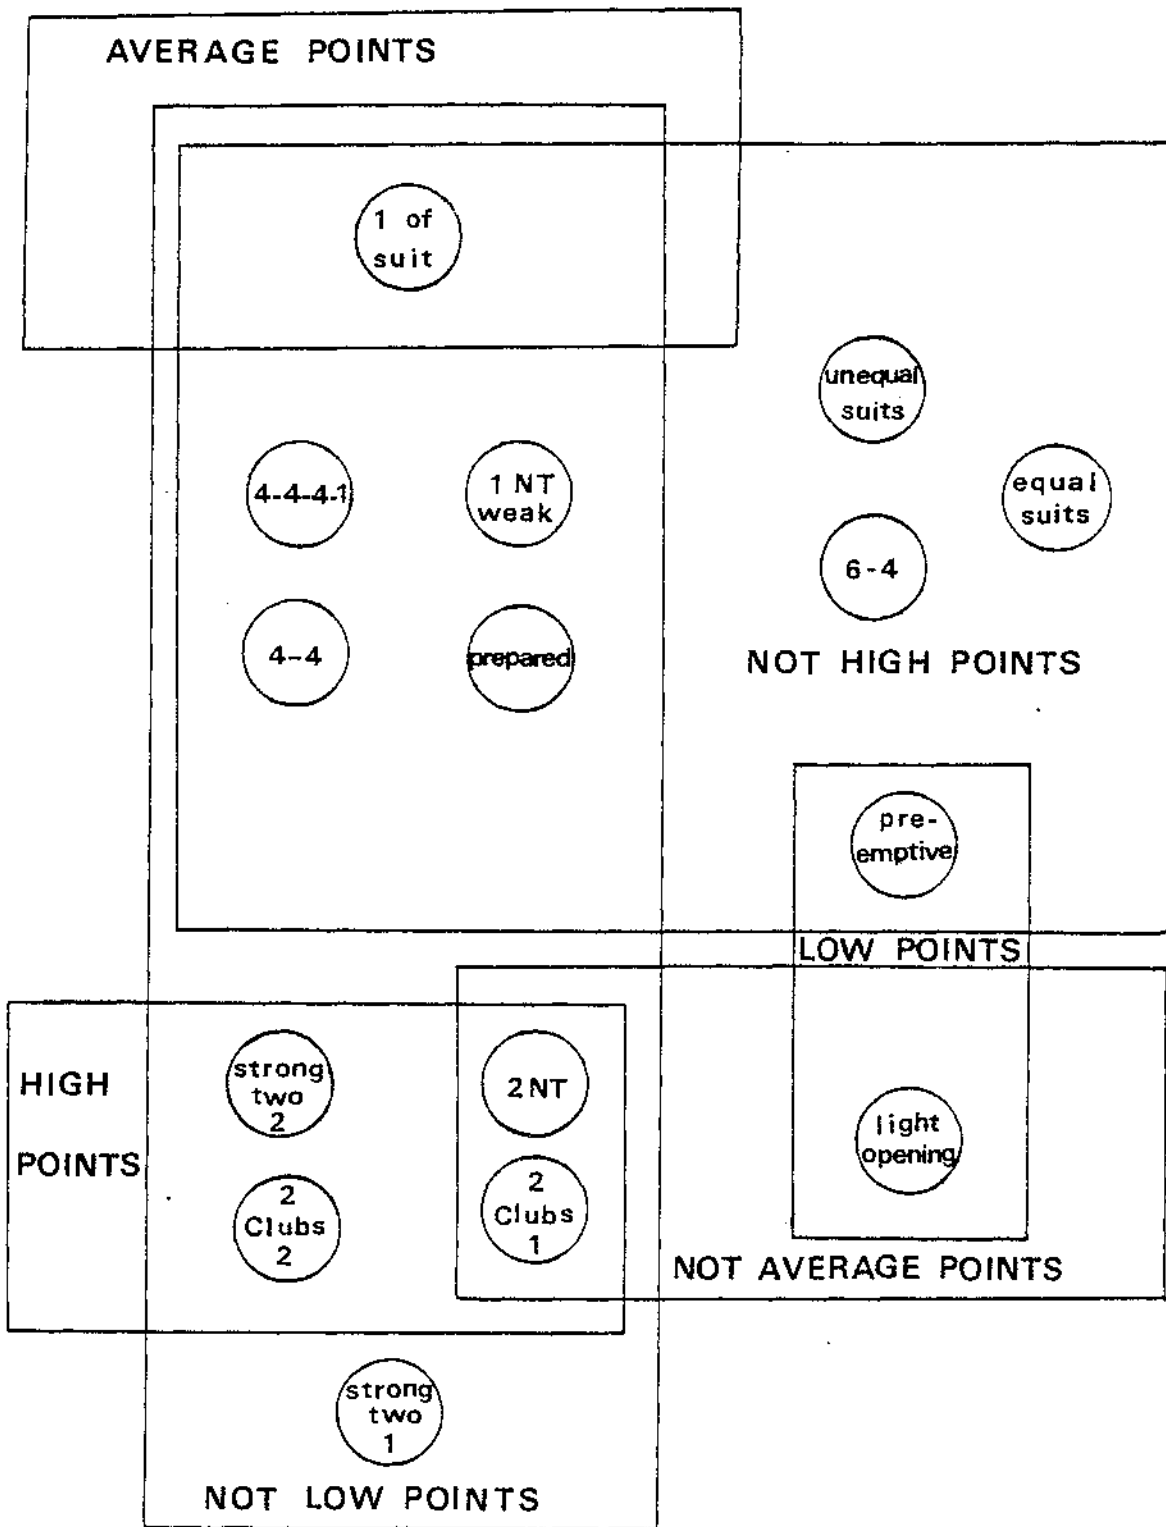 AVERAGE POINTS
1 of
suit
unequal
suits
4-4-4-1
1 NT
weak
equal
suits
6-4
4-4
prepared
NOT HIGH POINTS
pre-
emptive
LOW POINTS
HIGH
POINTS
strong
two
2
2 NT
light
opening
2
Clubs
2
2
Clubs
1
NOT AVERAGE POINTS
strong
two
1
NOT LOW POINTS